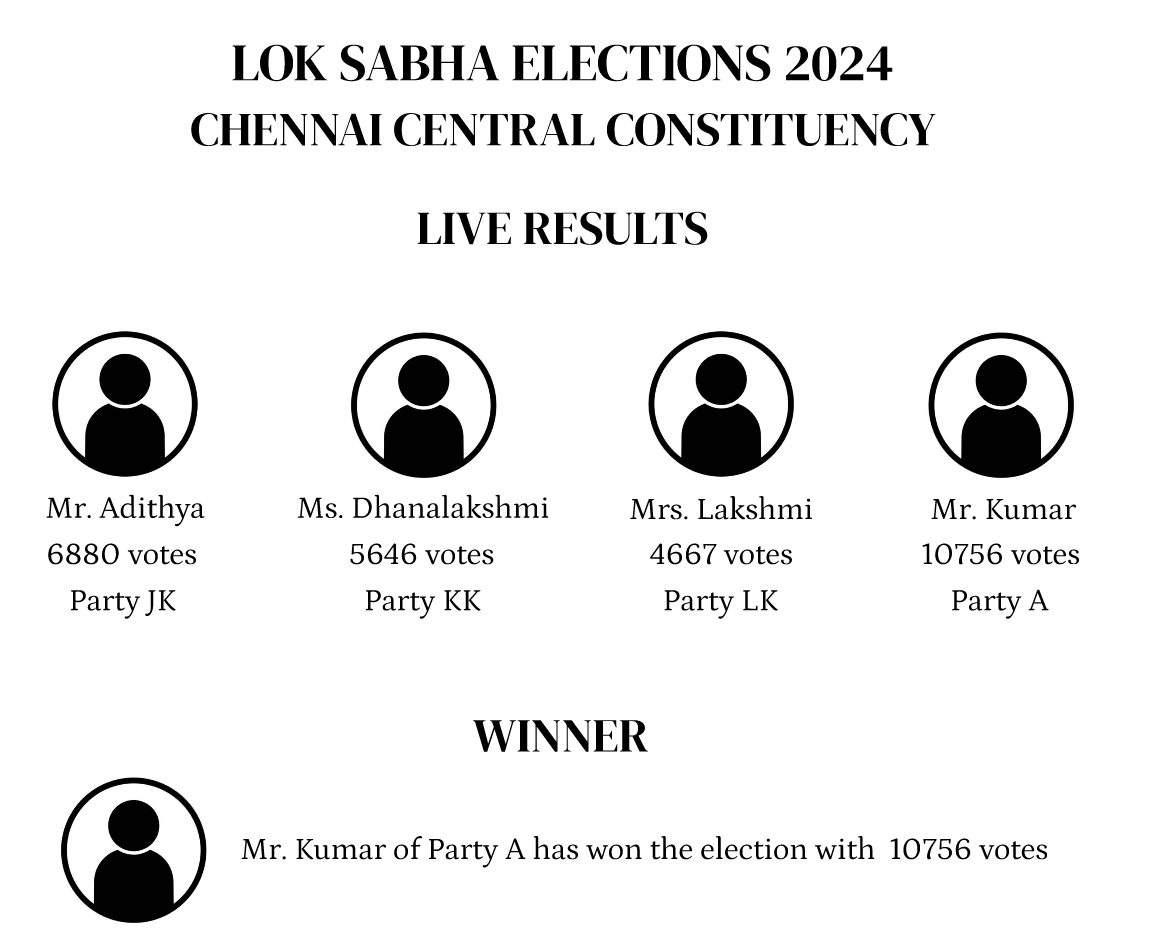 LOK SABHA ELECTIONS 2024
CHENNAI CENTRAL CONSTITUENCY
LIVE RESULTS
Mr. Adithya
6880 votes
Party JK
Ms. Dhanalakshmi
5646 votes
Party KK
Mrs. Lakshmi
4667 votes
Party LK
Mr. Kumar
10756 votes
Party A
WINNER
Mr. Kumar of Party A has won the election with 10756 votes